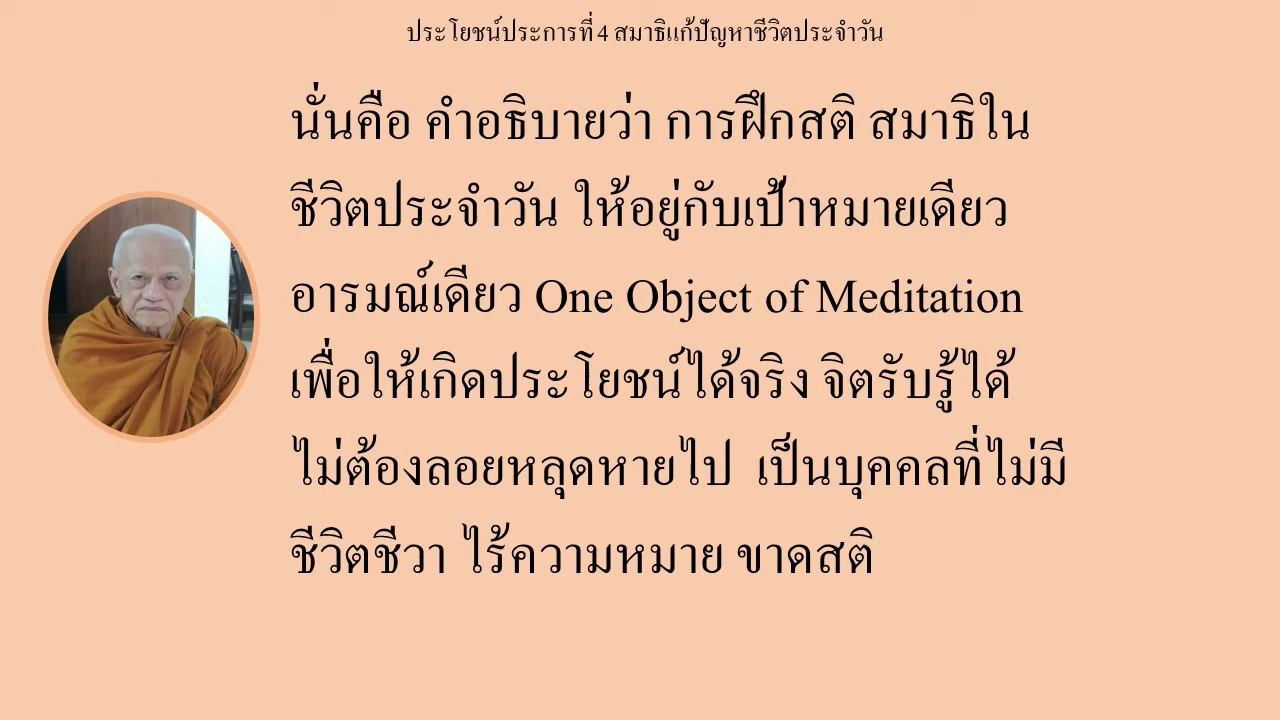 ประโยชน์ประการที่ 4 สมาธิแก้ปัญหาชีวิตประจำวัน
นั่นคือ คำอธิบายว่า การฝึกสติ สมาธิใน
ชีวิตประจำวัน ให้อยู่กับเป้าหมายเดียว
อารมณ์เดียว One Object of Meditation
เพื่อให้เกิดประโยชน์ได้จริง จิตรับรู้ได้
ไม่ต้องลอยหลุดหายไป เป็นบุคคลที่ไม่มี
ชีวิตชีวา ไร้ความหมาย ขาดสติ